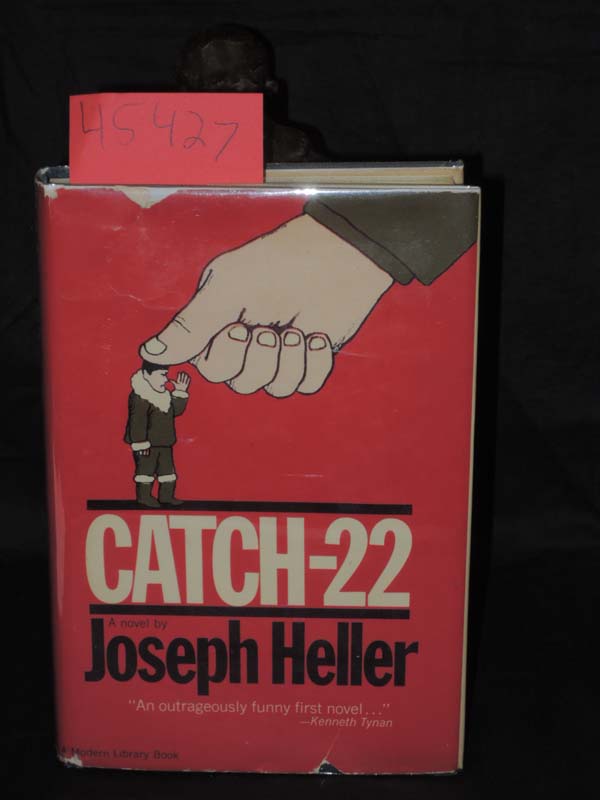 45427
CATCH-22
A novel by
Joseph Heller
"An outrageously funny first novel..."
—Kenneth Tynan
A Modern Library Book